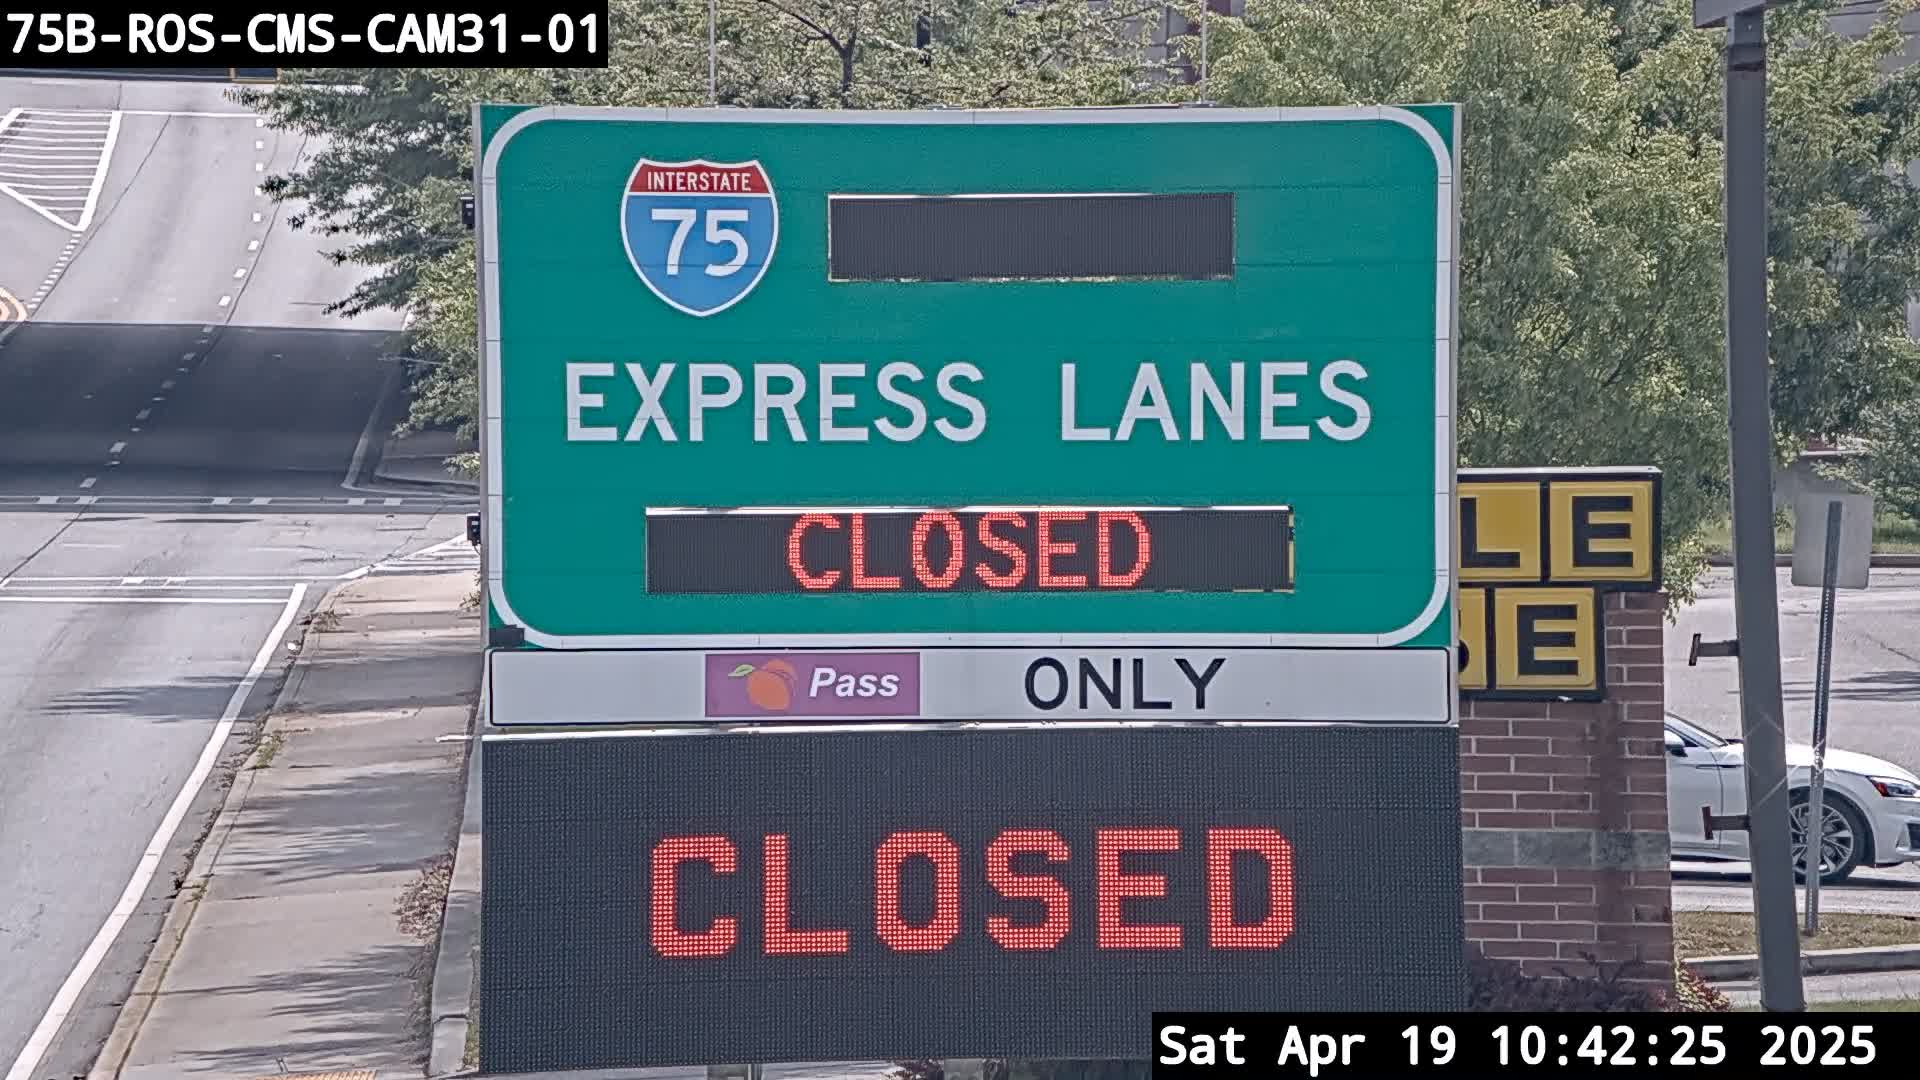 75B-ROS-CMS-CAM31-01
INTERSTATE
75
EXPRESS LANES
CLOSED
Pass ONLY
CLOSED
LE
E
Sat Apr 19 10:42:25 2025